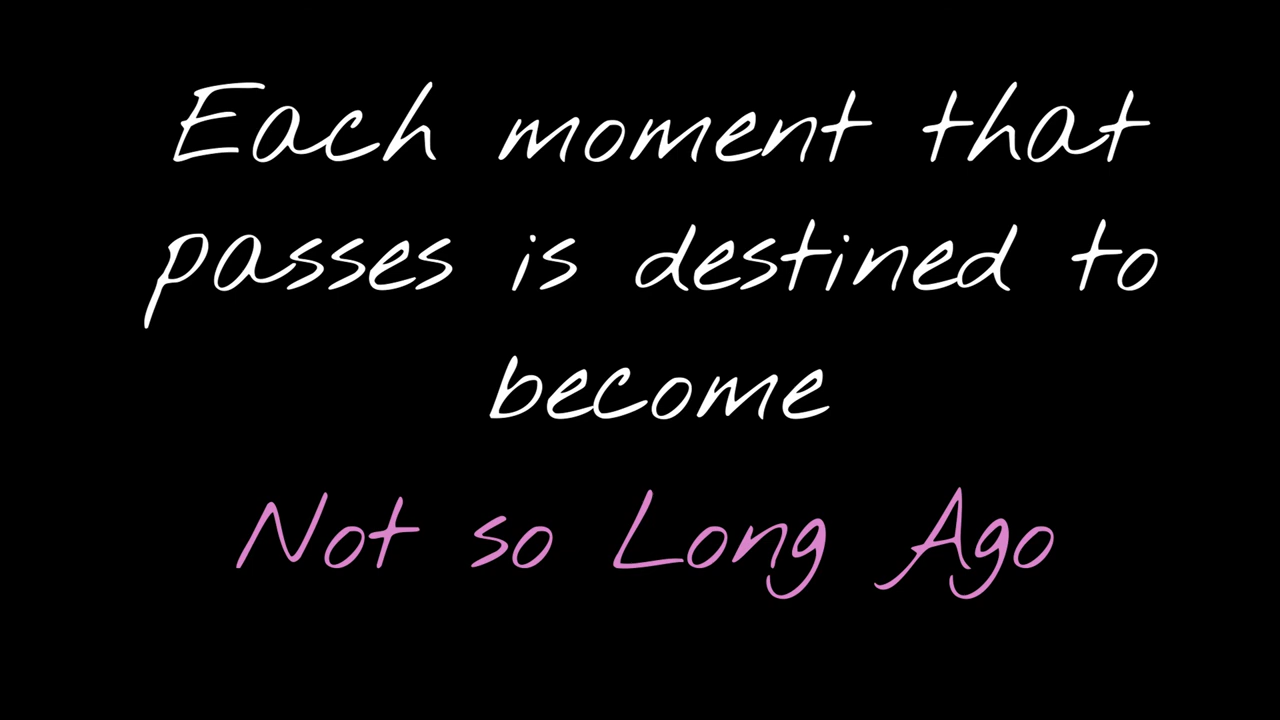 Each moment that
passes is destined to
become
Not so Long Ago